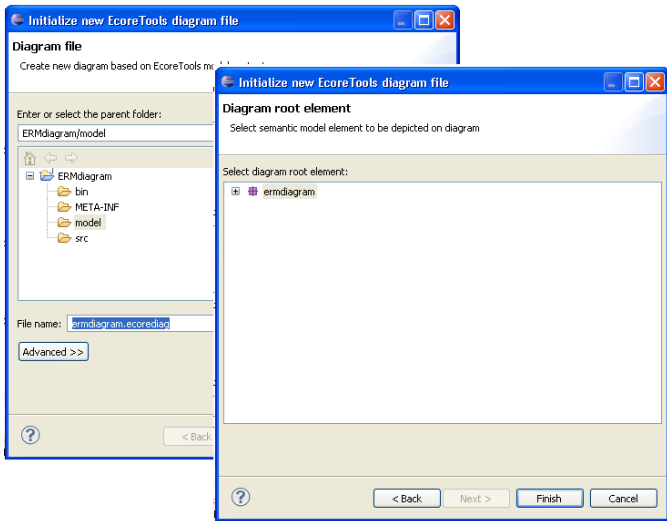 Initialize new EcoreTools diagram file
Diagram file
Create new diagram based on EcoreTools
Enter or select the parent folder:
ERMdiagram/model
ERMdiagram
bin
META-INF
model
src
File name: ermdiagram.ecorediag
Advanced >>
< Back
Initialize new EcoreTools diagram file
Diagram root element
Select semantic model element to be depicted on diagram
Select diagram root element:
ermdiagram
< Back Next > Finish Cancel